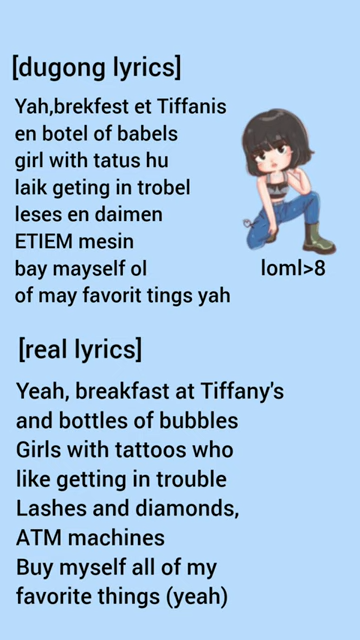 [dugong lyrics]
Yah,brekfest et Tiffanis
en botel of babels
girl with tatus hu
laik geting in trobel
leses en daimen
ETIEM mesin
bay mayself ol
of may favorit tings yah
loml>8
[real lyrics]
Yeah, breakfast at Tiffany's
and bottles of bubbles
Girls with tattoos who
like getting in trouble
Lashes and diamonds,
ATM machines
Buy myself all of my
favorite things (yeah)